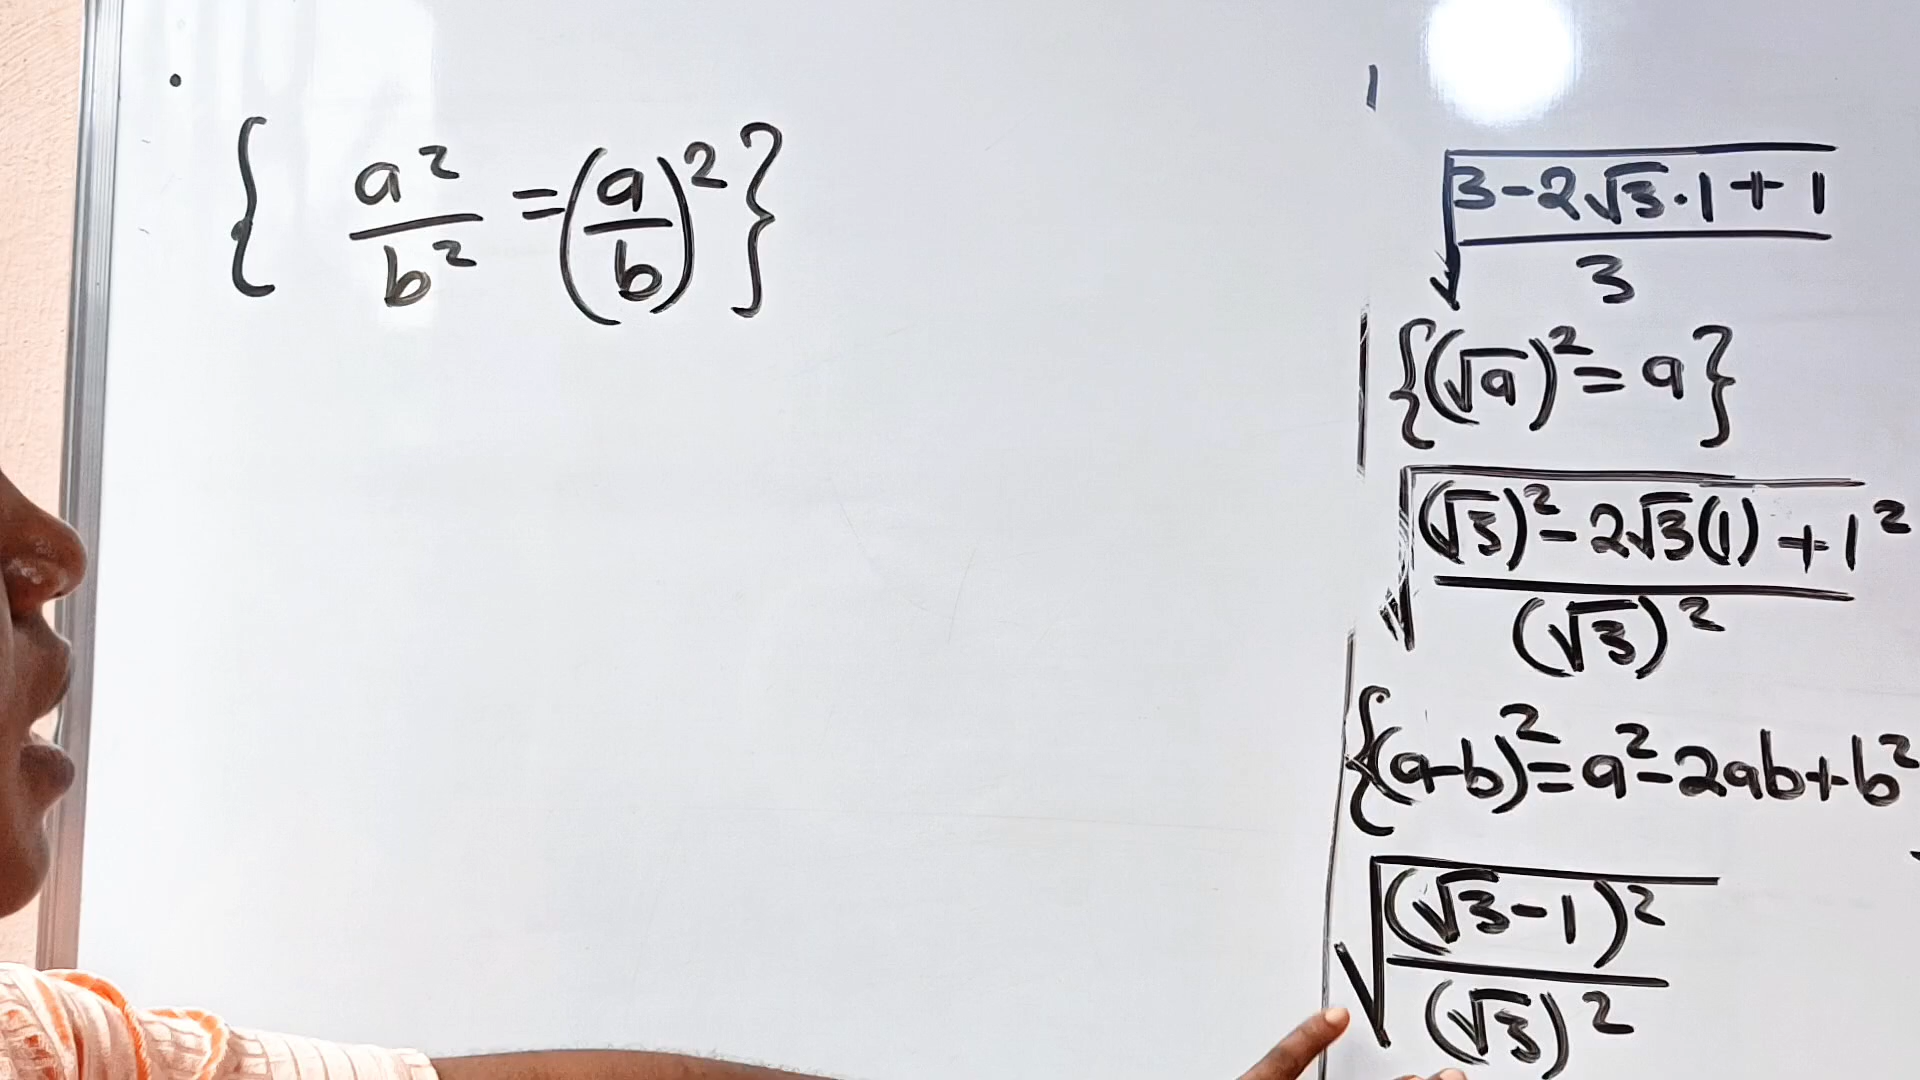 { a²/b² = (a/b)² }
√((3-2√3·1+1)/3)
{(√a)² = a}
√(((√3)²-2√3(1)+1²)/(√3)²)
{(a-b)² = a²-2ab+b²
√((√3-1)²/(√3)²)